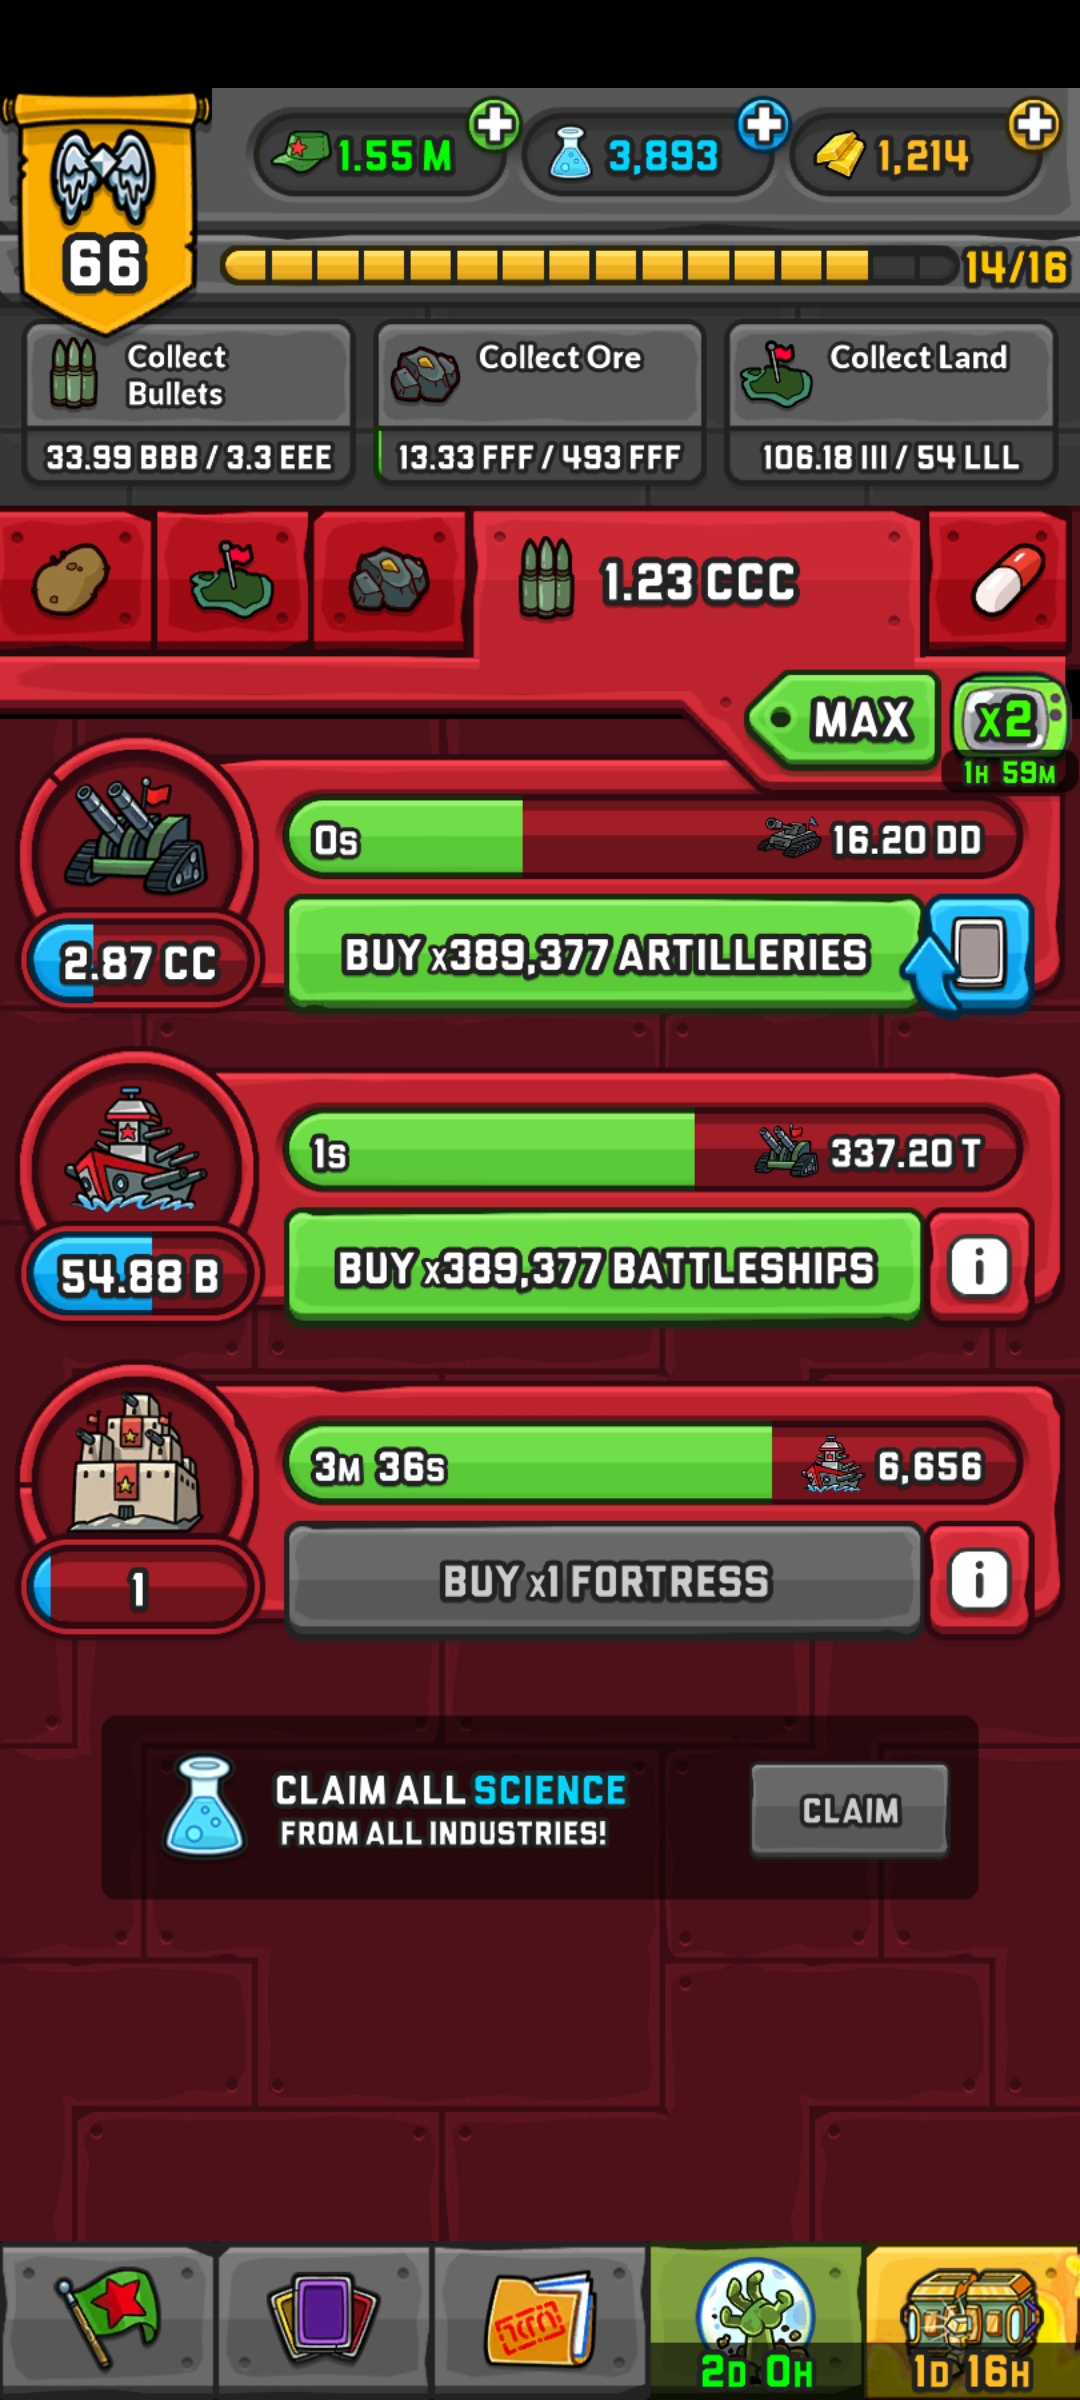 1.55 M
3,893
1,214
66
14/16
Collect
Bullets
33.99 BBB / 3.3 EEE
Collect Ore
13.33 FFF / 493 FFF
Collect Land
106.18 III / 54 LLL
1.23 CCC
MAX
x2
1H 59M
0s
16.20 DD
2.87 CC
BUY x389,377 ARTILLERIES
1s
337.20 T
54.88 B
BUY x389,377 BATTLESHIPS
i
3M 36s
6,656
1
BUY x1 FORTRESS
i
CLAIM ALL SCIENCE
FROM ALL INDUSTRIES!
CLAIM
2D 0H
1D 16H